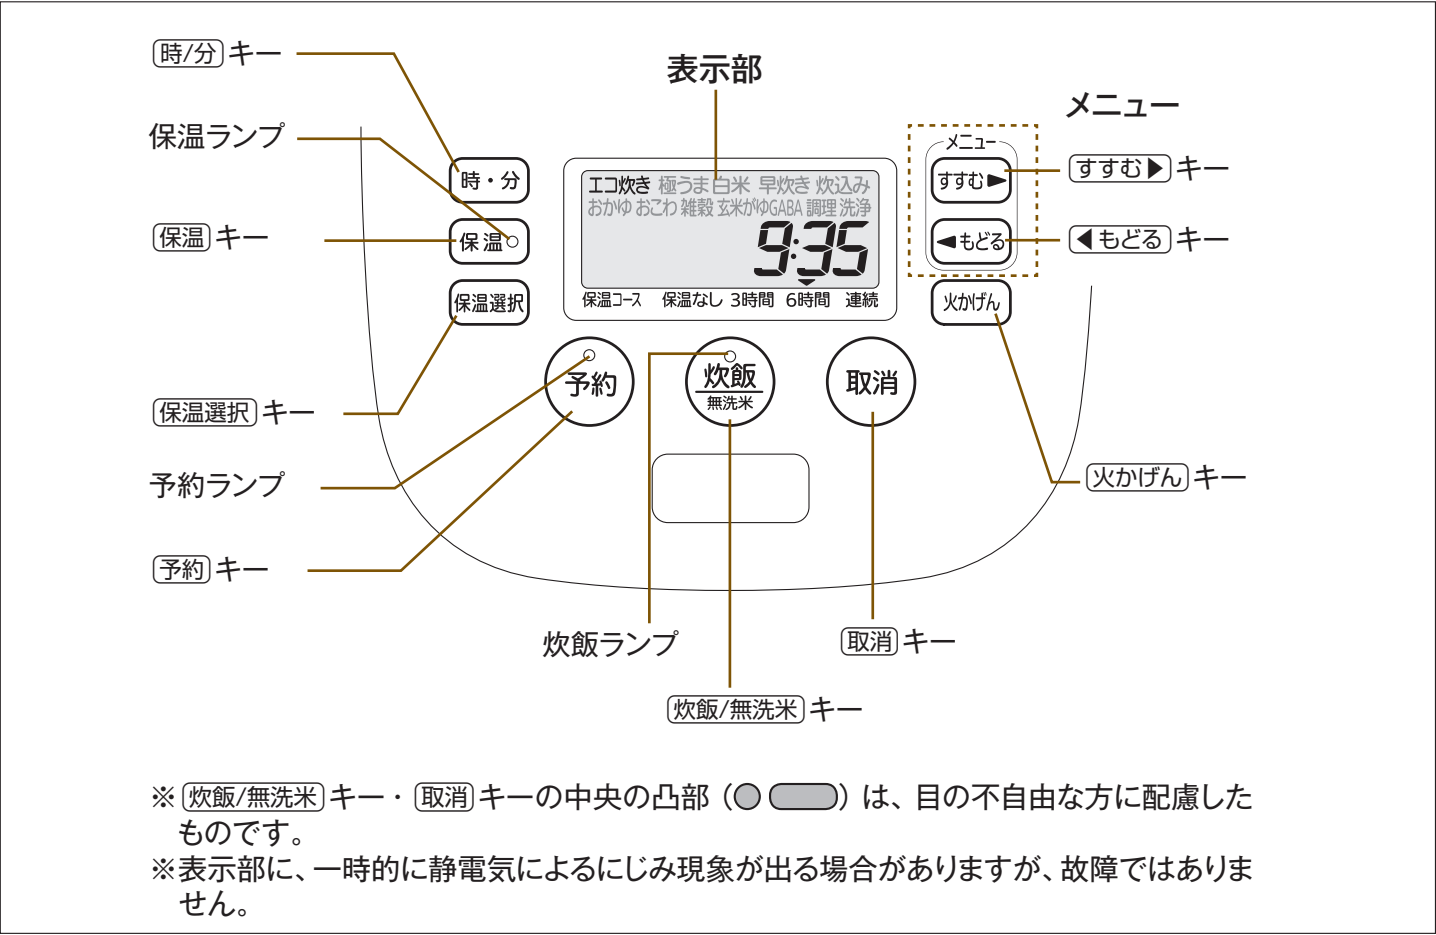 時/分 キー
表示部
メニュー
保温ランプ
メニュー
時・分
エコ炊き 極うま 白米 早炊き 炊込み
すすむ▶
すすむ▶ キー
おかゆ おこわ 雑穀 玄米 がゆ GABA 調理 洗浄
保温 キー
保温
9:35
◀もどる
◀もどる キー
保温選択
保温コース 保温なし 3時間 6時間 連続
火かげん
予約
炊飯
無洗米
取消
保温選択 キー
予約ランプ
火かげん キー
予約 キー
炊飯ランプ
取消 キー
炊飯/無洗米 キー
※ 炊飯/無洗米 キー・ 取消 キーの中央の凸部（　）は、目の不自由な方に配慮した
ものです。
※表示部に、一時的に静電気によるにじみ現象が出る場合がありますが、故障ではありま
せん。